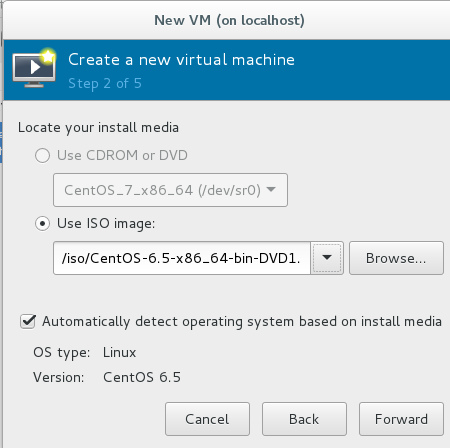 New VM (on localhost)
Create a new virtual machine
Step 2 of 5
Locate your install media
Use CDROM or DVD
CentOS_7_x86_64 (/dev/sr0)
Use ISO image:
/iso/CentOS-6.5-x86_64-bin-DVD1.
Browse...
Automatically detect operating system based on install media
OS type: Linux
Version: CentOS 6.5
Cancel Back Forward